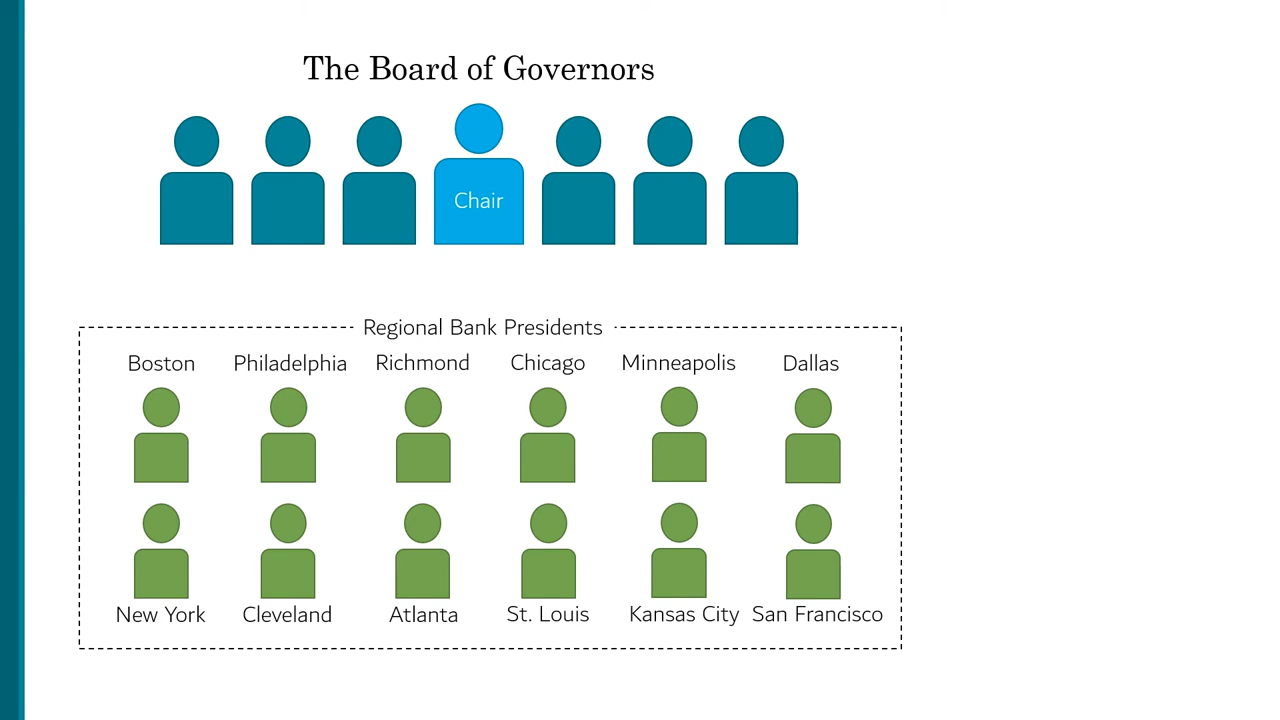 The Board of Governors
Chair
Regional Bank Presidents
Boston Philadelphia Richmond Chicago Minneapolis Dallas
New York Cleveland Atlanta St. Louis Kansas City San Francisco